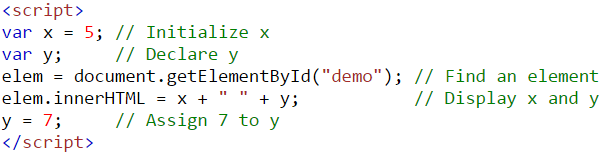 <script>
var x = 5; // Initialize x
var y;     // Declare y
elem = document.getElementById("demo"); // Find an element
elem.innerHTML = x + " " + y;           // Display x and y
y = 7;     // Assign 7 to y
</script>